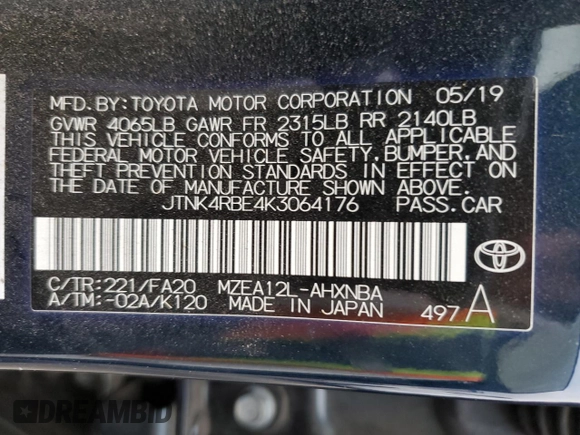 MFD.BY:TOYOTA MOTOR CORPORATION 05/19
GVWR 4065LB GAWR FR 2315LB RR 2140LB
THIS VEHICLE CONFORMS TO ALL APPLICABLE
FEDERAL MOTOR VEHICLE SAFETY, BUMPER, AND
THEFT PREVENTION STANDARDS IN EFFECT ON
THE DATE OF MANUFACTURE SHOWN ABOVE.
JTNK4RBE4K3064176 PASS.CAR
C/TR:221/FA20 MZEA12L-AHXNBA
A/TM:-02A/K120 MADE IN JAPAN 497 A
DREAMBID